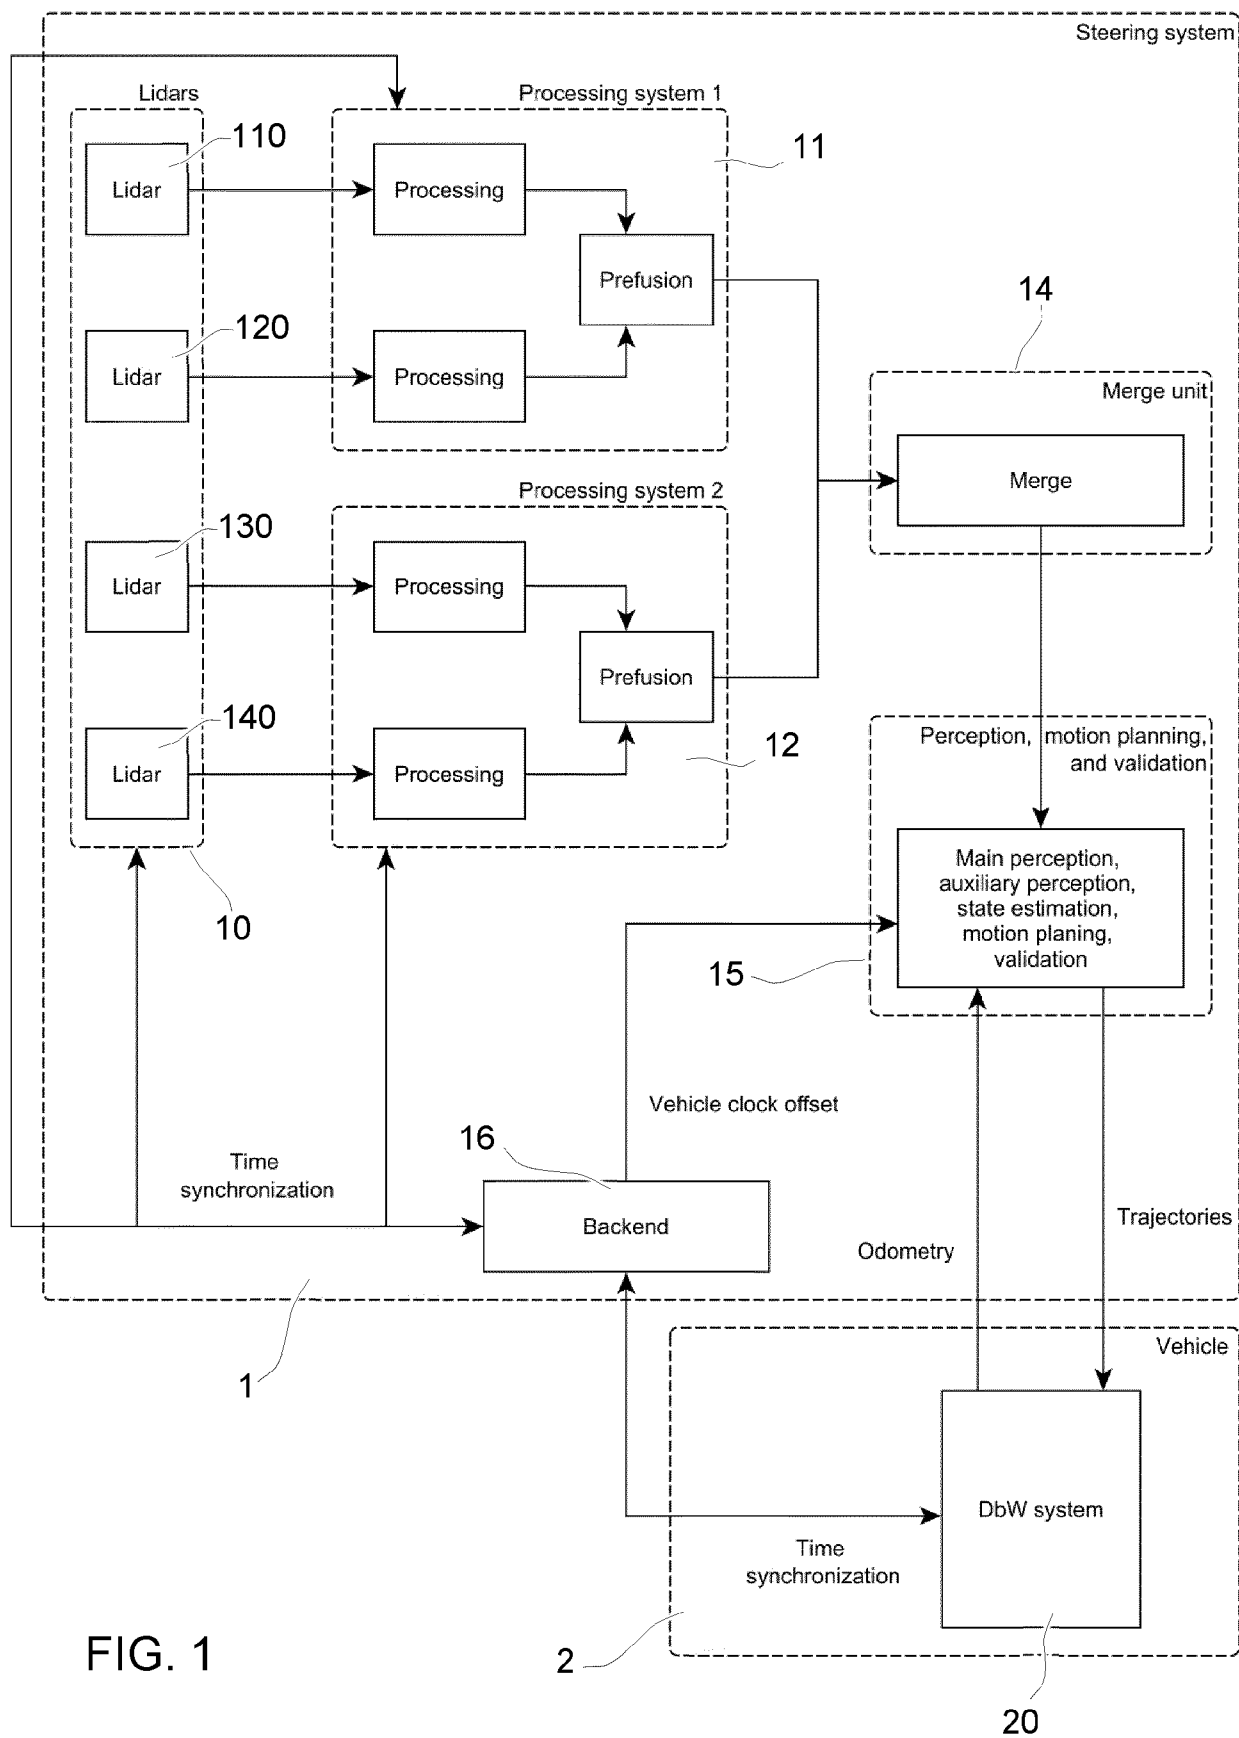 Steering system
Lidars
Processing system 1
110
Lidar
Processing
11
Prefusion
120
Lidar
Processing
14
Merge unit
Merge
Processing system 2
130
Lidar
Processing
Prefusion
140
Lidar
Processing
12
Perception, motion planning,
and validation
Main perception,
auxiliary perception,
state estimation,
motion planing,
validation
10
15
Vehicle clock offset
16
Time
synchronization
Backend
Trajectories
Odometry
1
Vehicle
DbW system
Time
synchronization
2
20
FIG. 1